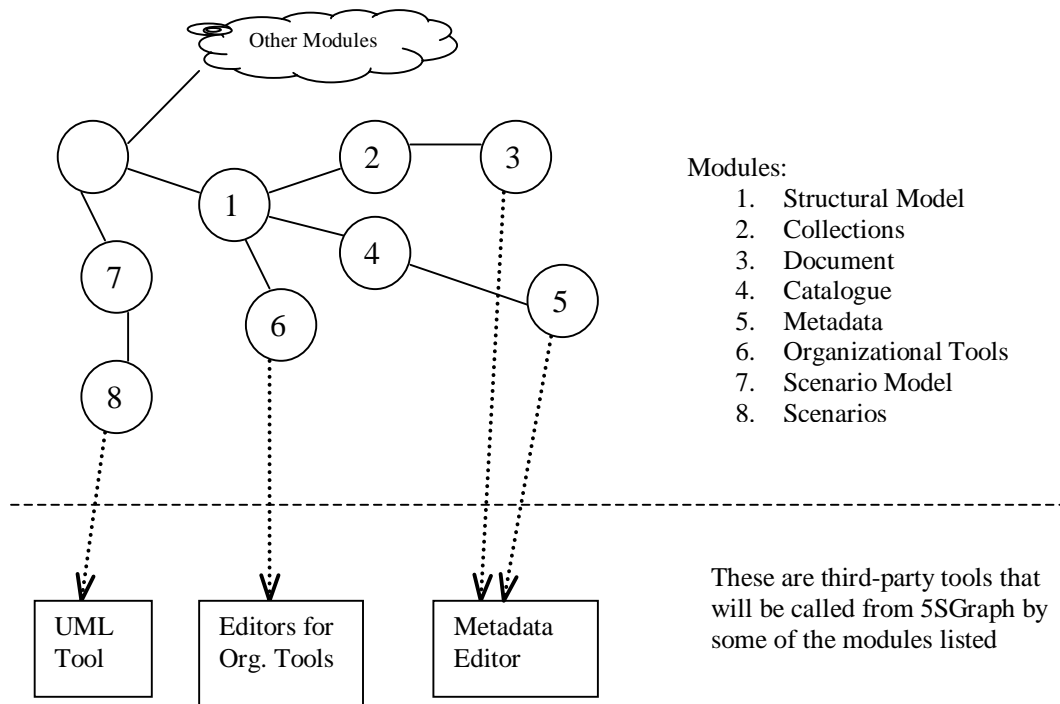 Other Modules
2
3
1
4
7
5
6
8
Modules:
1. Structural Model
2. Collections
3. Document
4. Catalogue
5. Metadata
6. Organizational Tools
7. Scenario Model
8. Scenarios
UML
Tool
Editors for
Org. Tools
Metadata
Editor
These are third-party tools that
will be called from 5SGraph by
some of the modules listed